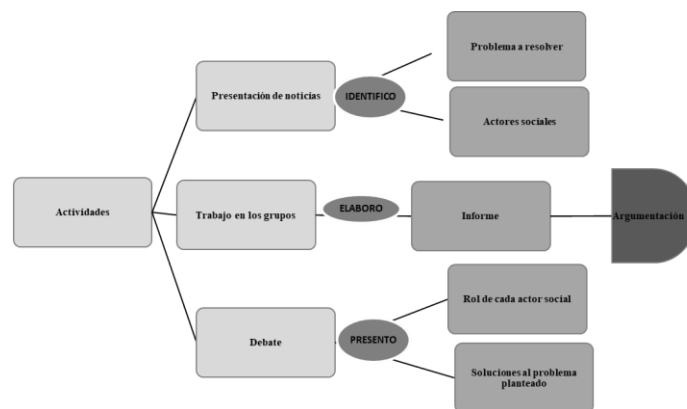 Problema a resolver
Presentación de noticias
IDENTIFICO
Actores sociales
Actividades
Trabajo en los grupos
ELABORO
Informe
Argumentación
Rol de cada actor social
Debate
PRESENTO
Soluciones al problema
planteado